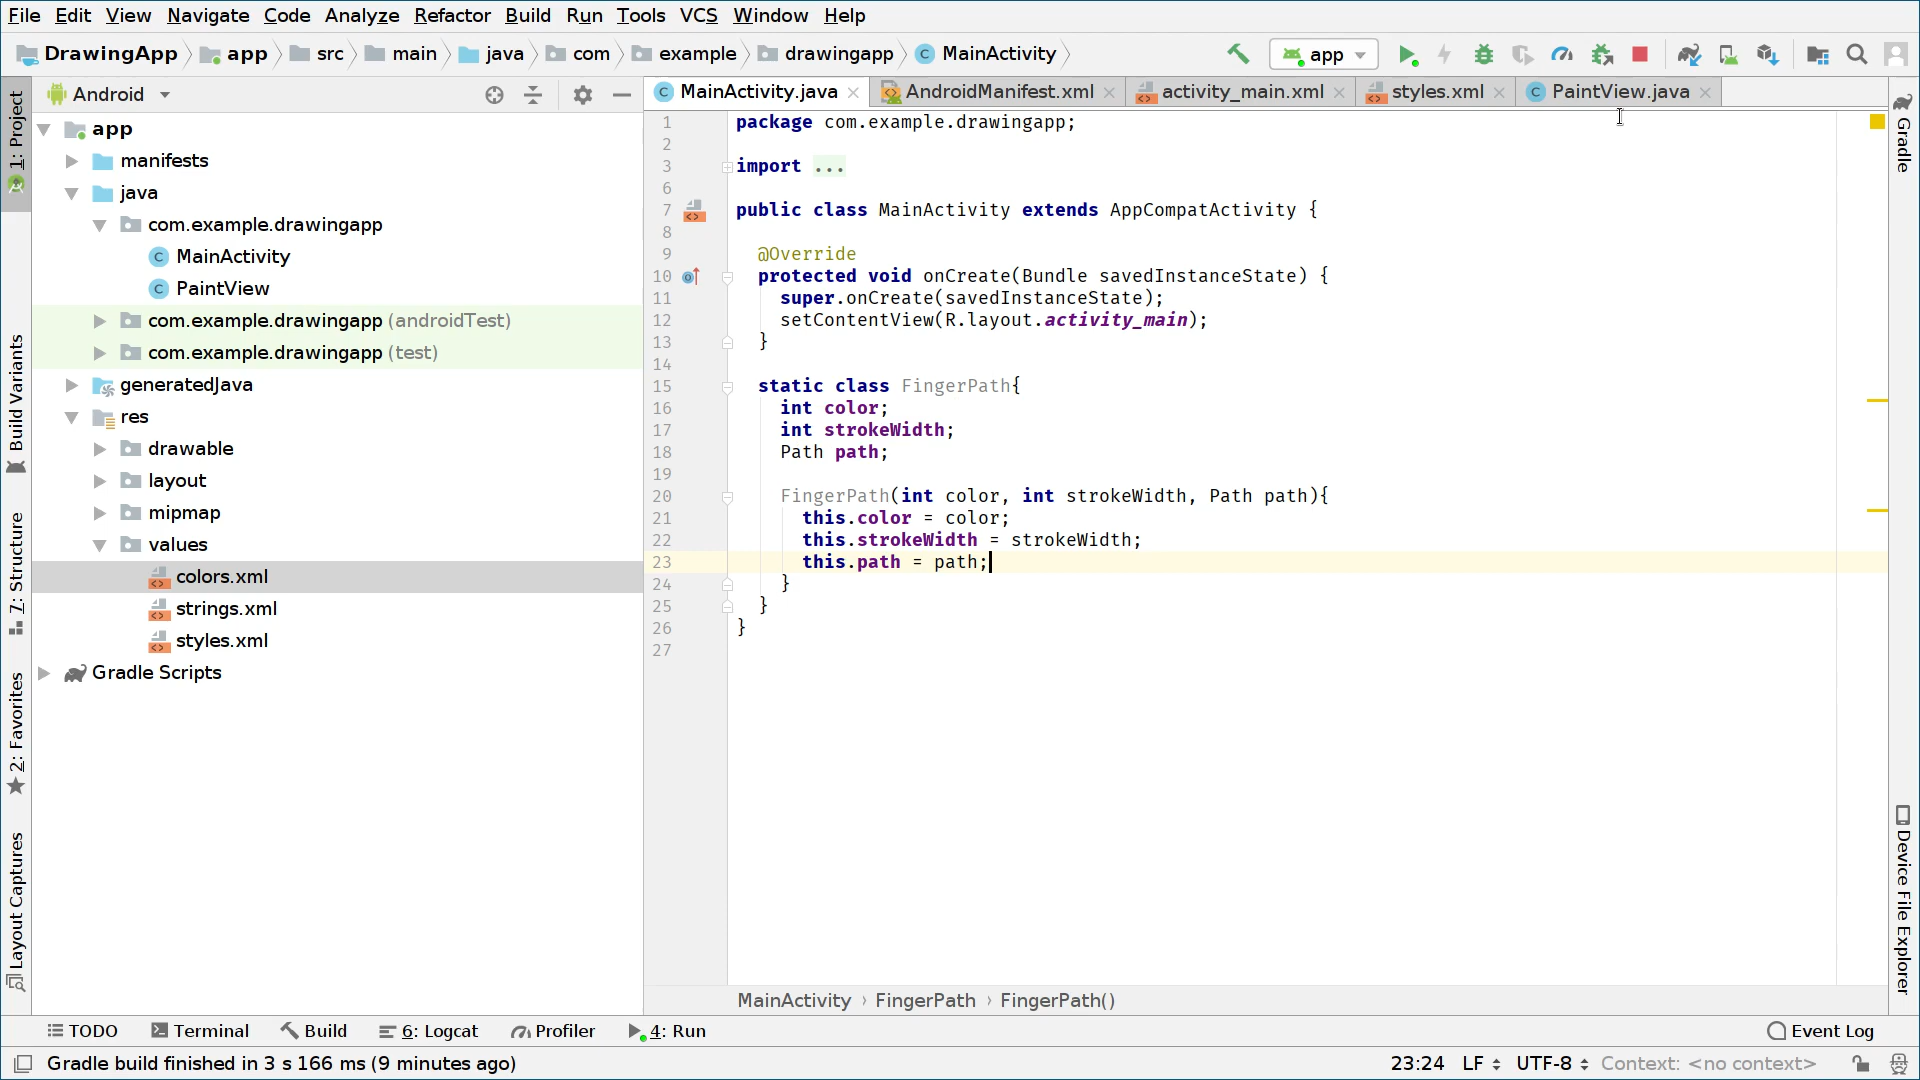 File Edit View Navigate Code Analyze Refactor Build Run Tools VCS Window Help
DrawingApp app src main java com example drawingapp MainActivity app
1: Project
Build Variants
7: Structure
2: Favorites
Layout Captures
Android
app
manifests
java
com.example.drawingapp
MainActivity
PaintView
com.example.drawingapp (androidTest)
com.example.drawingapp (test)
generatedJava
res
drawable
layout
mipmap
values
colors.xml
strings.xml
styles.xml
Gradle Scripts
MainActivity.java AndroidManifest.xml activity_main.xml styles.xml PaintView.java
1 package com.example.drawingapp;
2
3 import ...
6
7 public class MainActivity extends AppCompatActivity {
8
9 @Override
10 protected void onCreate(Bundle savedInstanceState) {
11 super.onCreate(savedInstanceState);
12 setContentView(R.layout.activity_main);
13 }
14
15 static class FingerPath{
16 int color;
17 int strokeWidth;
18 Path path;
19
20 FingerPath(int color, int strokeWidth, Path path){
21 this.color = color;
22 this.strokeWidth = strokeWidth;
23 this.path = path;
24 }
25 }
26 }
27
MainActivity › FingerPath › FingerPath()
Gradle
Device File Explorer
TODO Terminal Build 6: Logcat Profiler 4: Run Event Log
Gradle build finished in 3 s 166 ms (9 minutes ago) 23:24 LF UTF-8 Context: <no context>